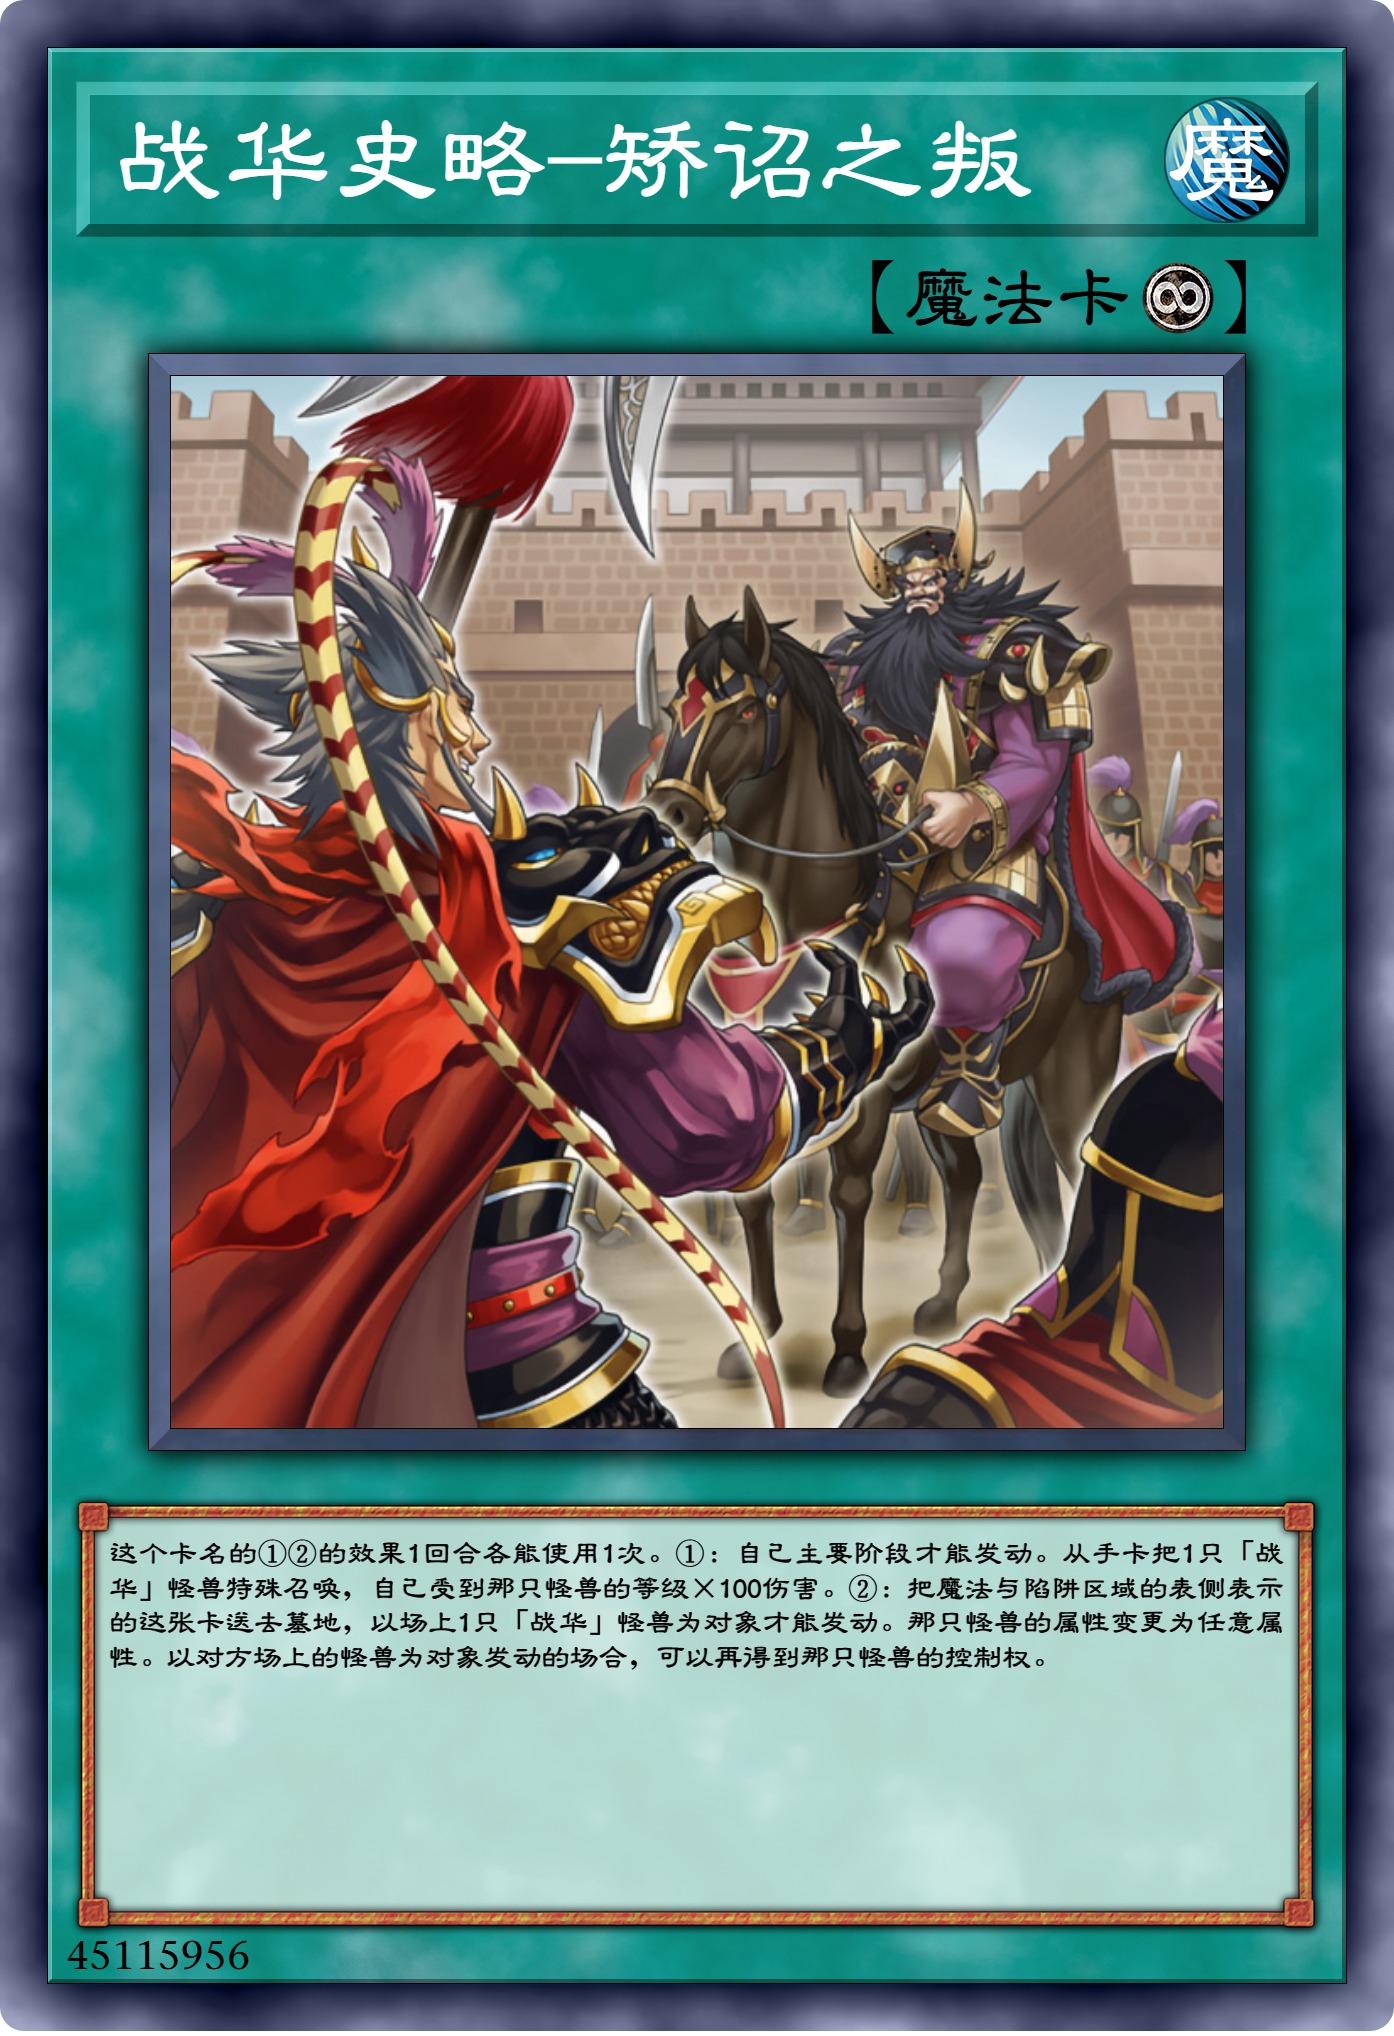 战华史略-矫诏之叛
魔
【魔法卡♾】
这个卡名的①②的效果1回合各能使用1次。①：自己主要阶段才能发动。从手卡把1只「战
华」怪兽特殊召唤，自己受到那只怪兽的等级×100伤害。②：把魔法与陷阱区域的表侧表示
的这张卡送去墓地，以场上1只「战华」怪兽为对象才能发动。那只怪兽的属性变更为任意属
性。以对方场上的怪兽为对象发动的场合，可以再得到那只怪兽的控制权。
45115956